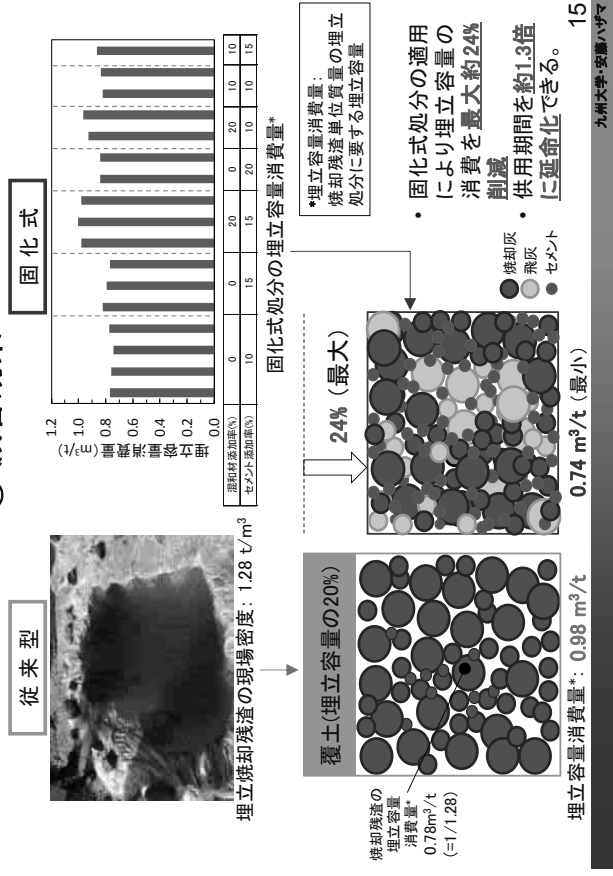 従来型
埋立焼却残渣の現場密度: 1.28 t/m³
覆土(埋立容量の20%)
焼却残渣の
埋立容量
消費量*
0.78m³/t
(=1/1.28)
埋立容量消費量*: 0.98 m³/t
固化式
埋立容量消費量(m³/t)
1.2
1.0
0.8
0.6
0.4
0.2
0.0
混和材添加率(%) 0 0 20 0 20 10 10
セメント添加率(%) 10 15 15 20 10 10 15
固化式処分の埋立容量消費量*
*埋立容量消費量:
焼却残渣単位質量の埋立
処分に要する埋立容量
24% (最大)
焼却灰
飛灰
セメント
0.74 m³/t (最小)
• 固化式処分の適用
により埋立容量の
消費を最大約24%
削減
• 供用期間を約1.3倍
に延命化できる。
15
九州大学・安藤ハザマ